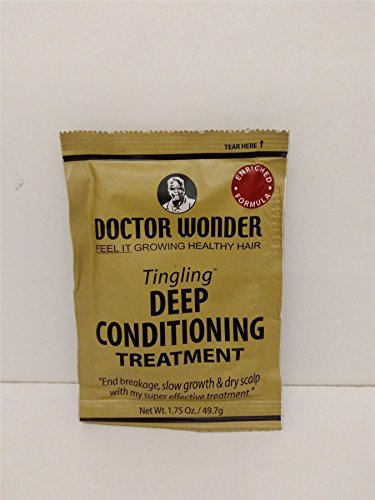 TEAR HERE ↑
ENRICHED
FORMULA
DOCTOR WONDER
FEEL IT GROWING HEALTHY HAIR
Tingling™
DEEP
CONDITIONING
TREATMENT
"End breakage, slow growth & dry scalp
with my super effective treatment."
Net Wt. 1.75 Oz. / 49.7g